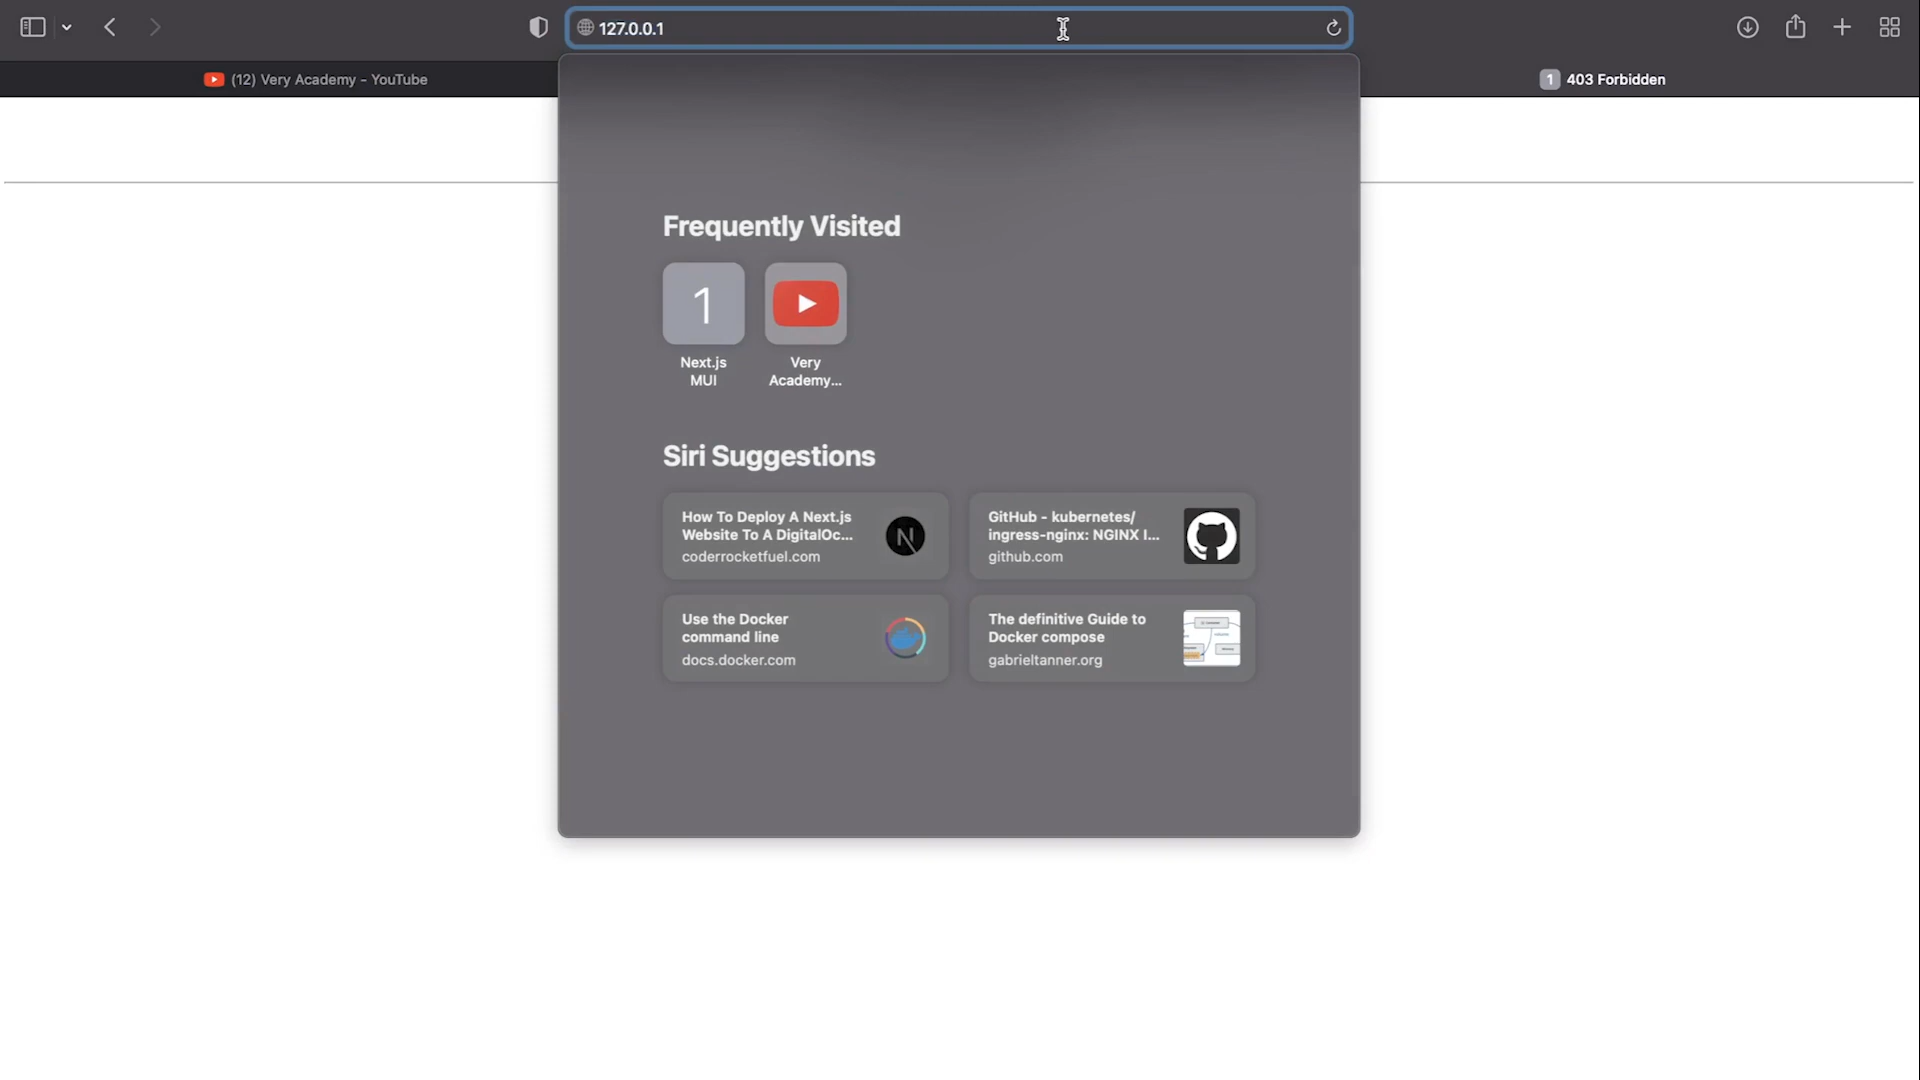 127.0.0.1
(12) Very Academy - YouTube
1 403 Forbidden
Frequently Visited
1
Next.js
MUI
Very
Academy...
Siri Suggestions
How To Deploy A Next.js
Website To A DigitalOc...
coderrocketfuel.com
N
GitHub - kubernetes/
ingress-nginx: NGINX I...
github.com
Use the Docker
command line
docs.docker.com
The definitive Guide to
Docker compose
gabrieltanner.org